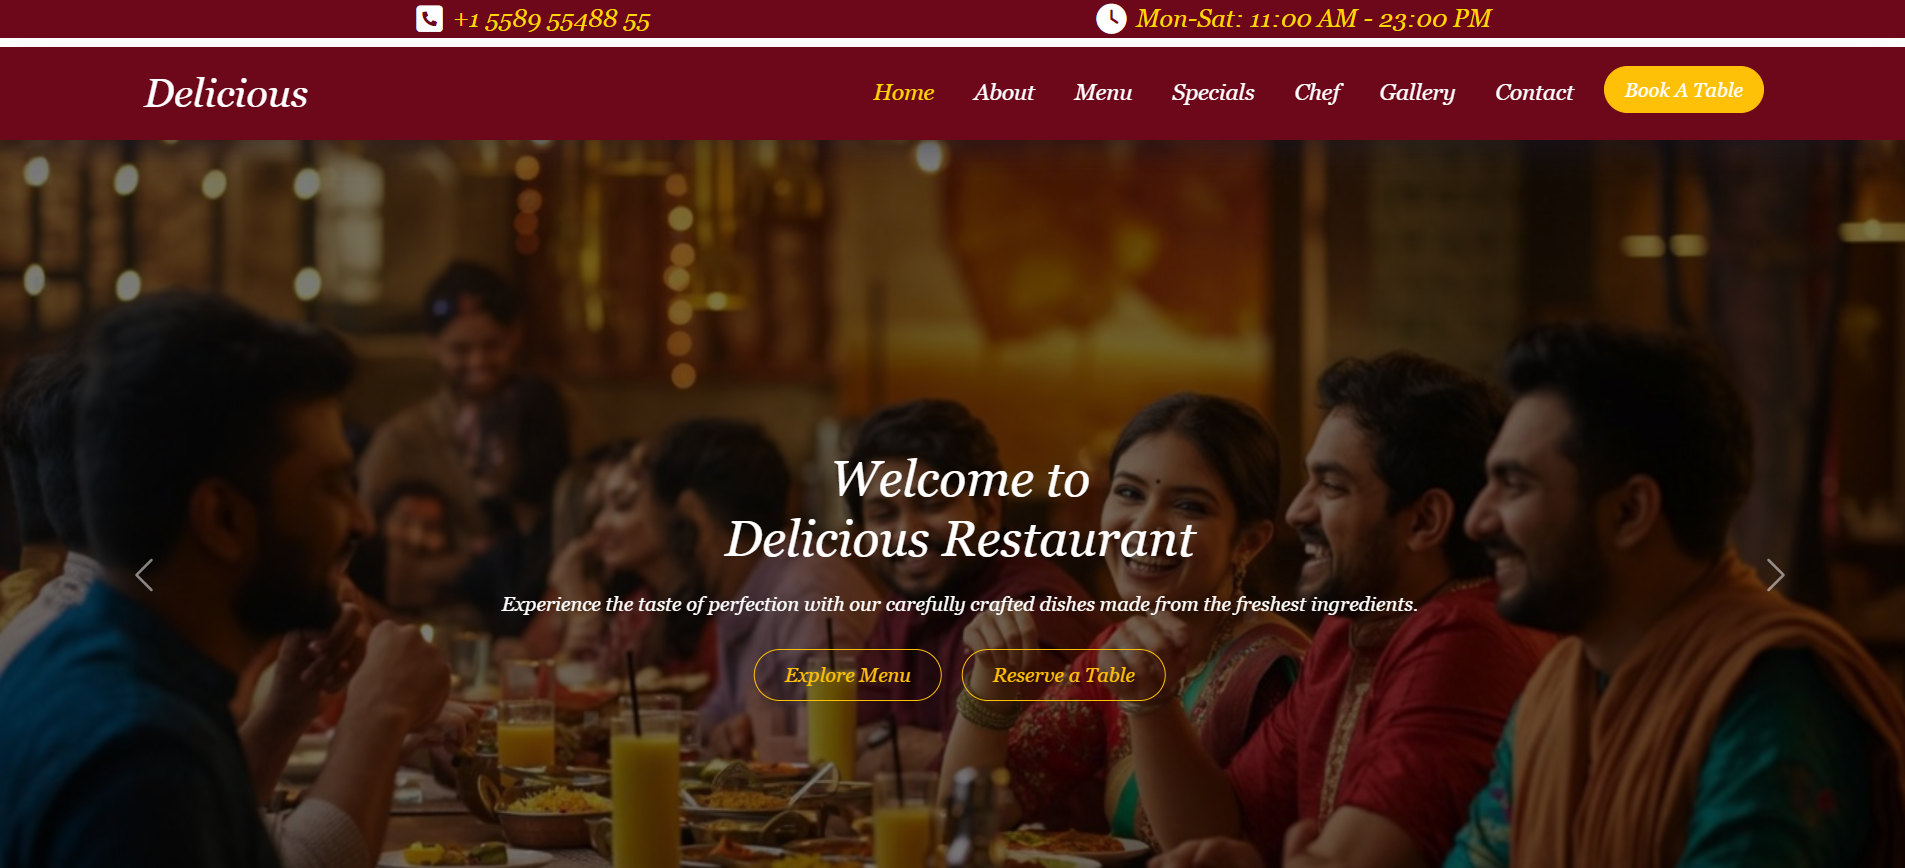 +1 5589 55488 55
Mon-Sat: 11:00 AM - 23:00 PM
Delicious
Home
About
Menu
Specials
Chef
Gallery
Contact
Book A Table
Welcome to
Delicious Restaurant
Experience the taste of perfection with our carefully crafted dishes made from the freshest ingredients.
Explore Menu
Reserve a Table